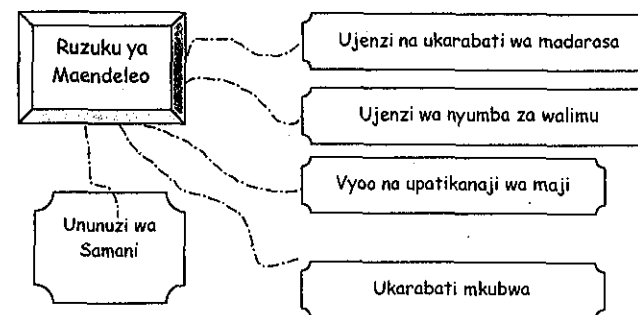 Ruzuku ya
Maendeleo
Ujenzi na ukarabati wa madarasa
Ujenzi wa nyumba za walimu
Vyoo na upatikanaji wa maji
Ununuzi wa
Samani
Ukarabati mkubwa